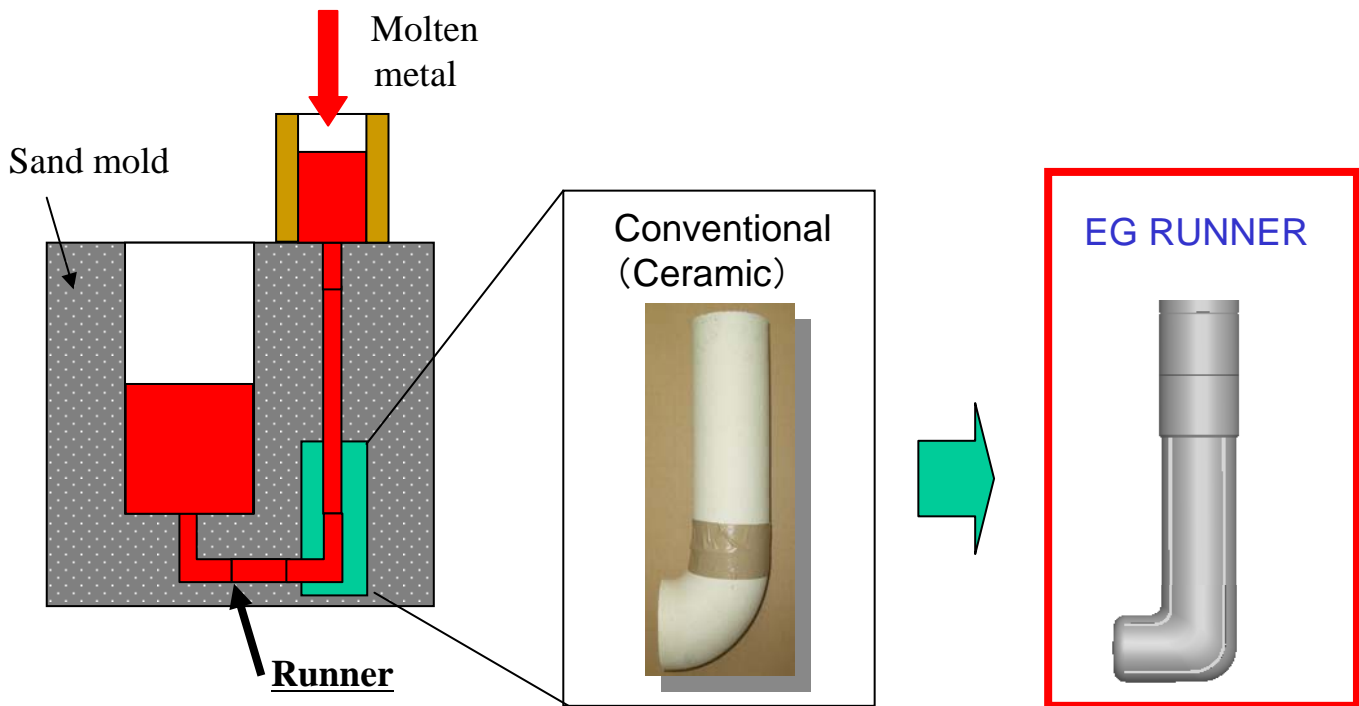 Molten
metal
Sand mold
Conventional
（Ceramic）
EG RUNNER
Runner